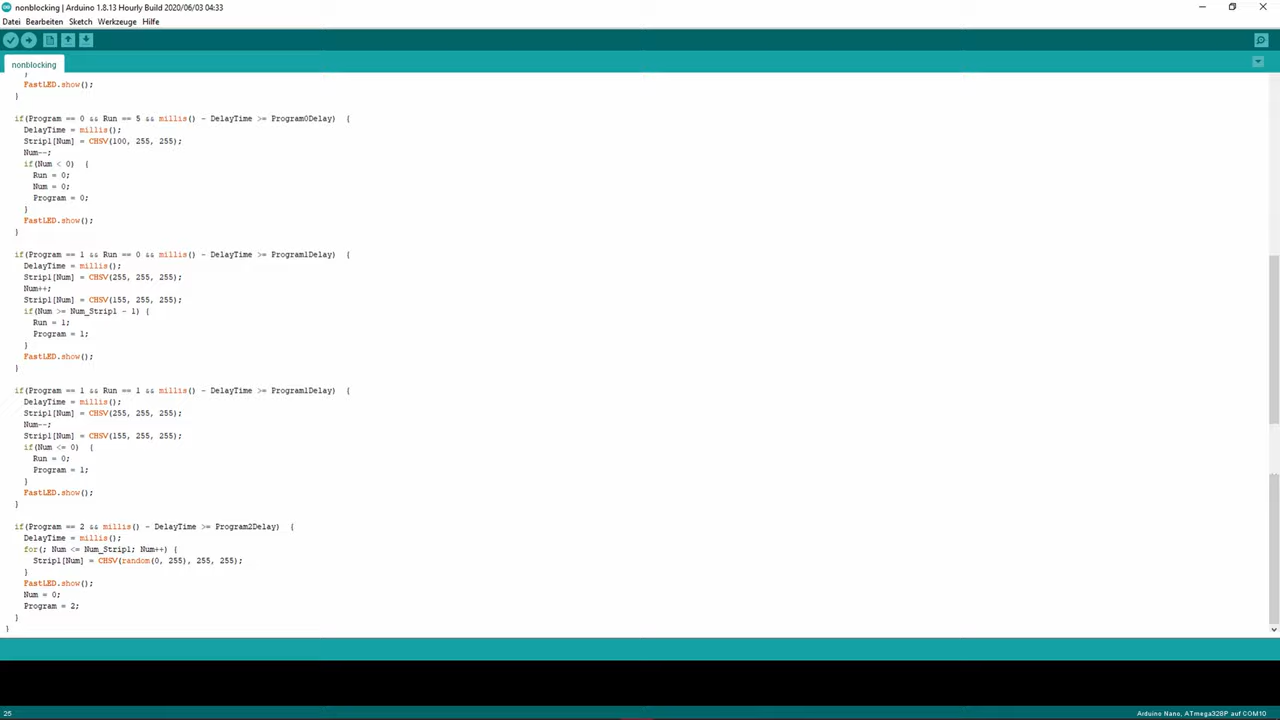 nonblocking | Arduino 1.8.13 Hourly Build 2020/06/03 04:33
Datei Bearbeiten Sketch Werkzeuge Hilfe
nonblocking
}
FastLED.show();
}
if(Program == 0 && Run == 5 && millis() - DelayTime >= Program0Delay) {
DelayTime = millis();
Strip1[Num] = CHSV(100, 255, 255);
Num--;
if(Num < 0) {
Run = 0;
Num = 0;
Program = 0;
}
FastLED.show();
}
if(Program == 1 && Run == 0 && millis() - DelayTime >= Program1Delay) {
DelayTime = millis();
Strip1[Num] = CHSV(255, 255, 255);
Num++;
Strip1[Num] = CHSV(155, 255, 255);
if(Num >= Num_Strip1 - 1) {
Run = 1;
Program = 1;
}
FastLED.show();
}
if(Program == 1 && Run == 1 && millis() - DelayTime >= Program1Delay) {
DelayTime = millis();
Strip1[Num] = CHSV(255, 255, 255);
Num--;
Strip1[Num] = CHSV(155, 255, 255);
if(Num <= 0) {
Run = 0;
Program = 1;
}
FastLED.show();
}
if(Program == 2 && millis() - DelayTime >= Program2Delay) {
DelayTime = millis();
for(; Num <= Num_Strip1; Num++) {
Strip1[Num] = CHSV(random(0, 255), 255, 255);
}
FastLED.show();
Num = 0;
Program = 2;
}
}
25
Arduino Nano, ATmega328P auf COM10